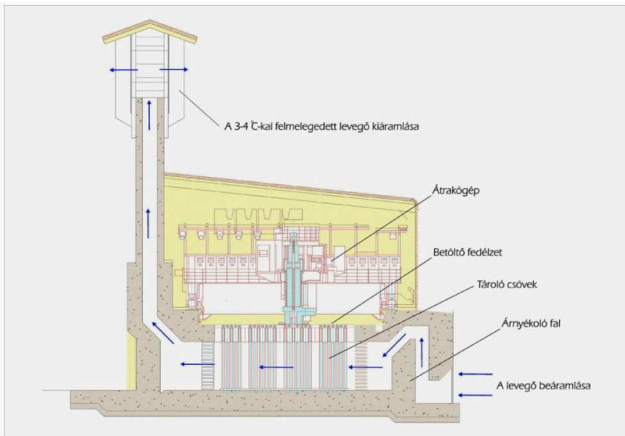 A 3-4 °C-kal felmelegedett levegő kiáramlása
Átrakógép
Betöltő fedélzet
Tároló csövek
Árnyékoló fal
A levegő beáramlása